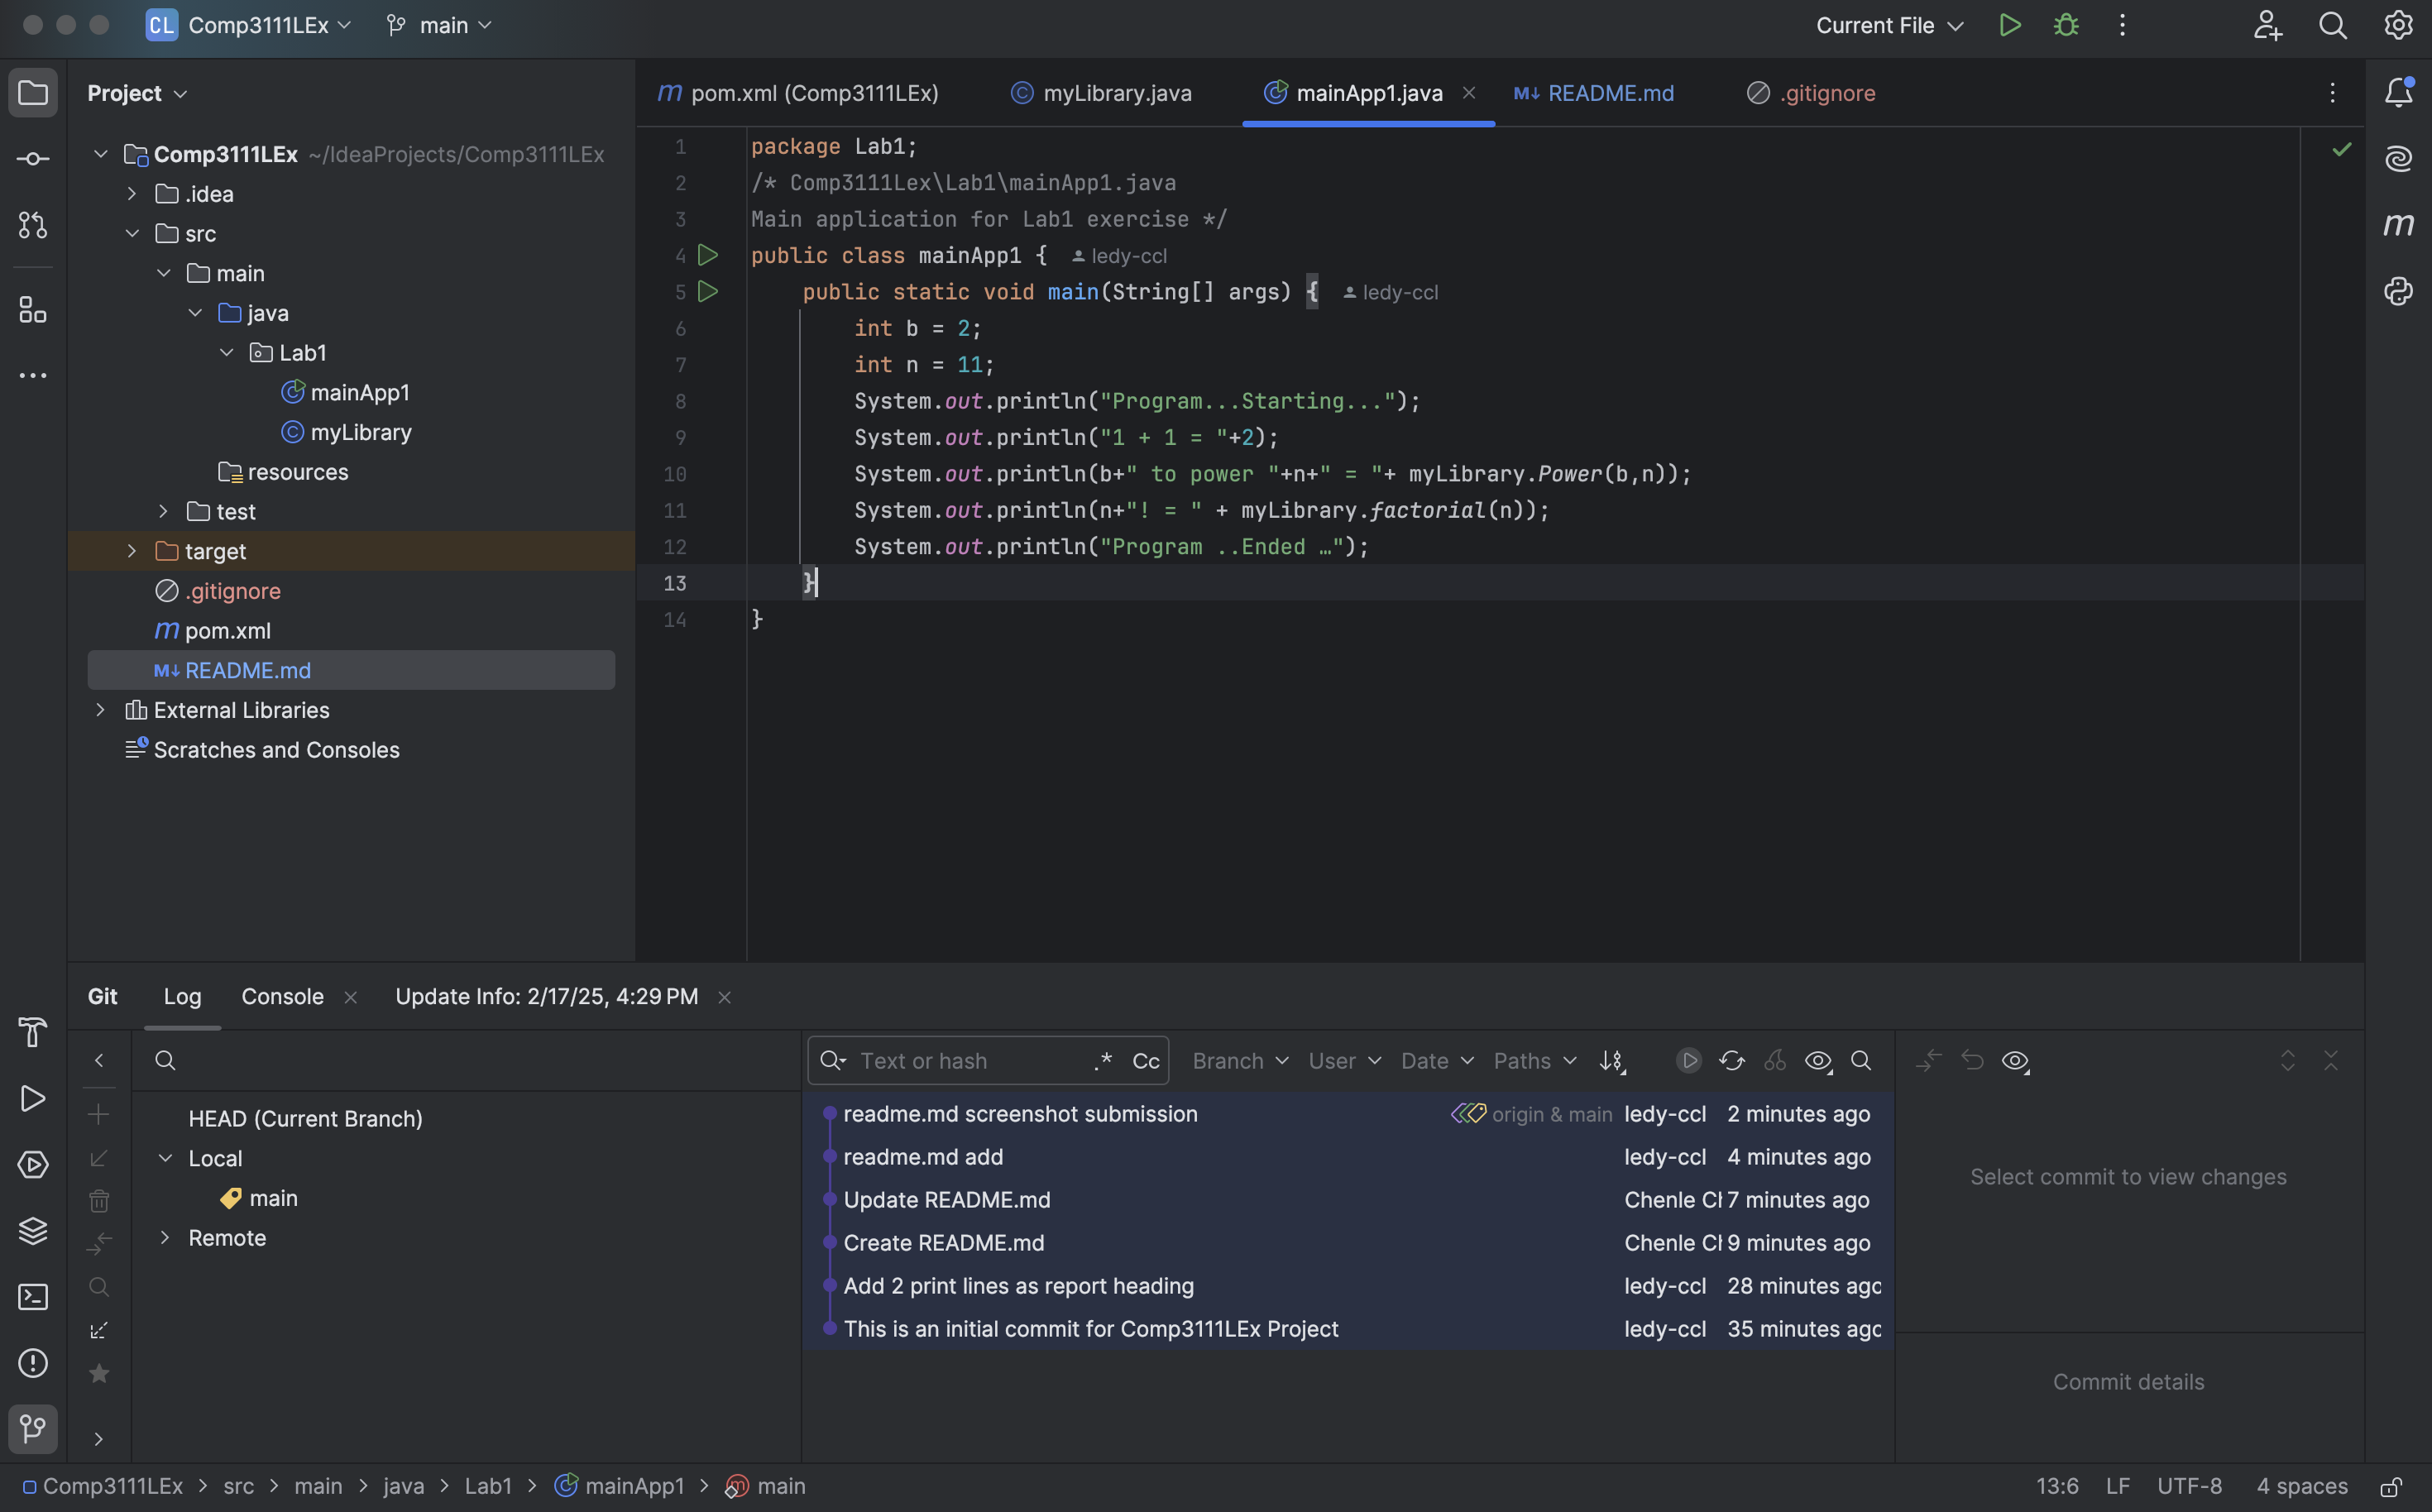 CL Comp3111LEx main Current File
Project
Comp3111LEx ~/IdeaProjects/Comp3111LEx
.idea
src
main
java
Lab1
mainApp1
myLibrary
resources
test
target
.gitignore
pom.xml
README.md
External Libraries
Scratches and Consoles
pom.xml (Comp3111LEx) myLibrary.java mainApp1.java README.md .gitignore
1 package Lab1;
2 /* Comp3111Lex\Lab1\mainApp1.java
3 Main application for Lab1 exercise */
4 public class mainApp1 { ledy-ccl
5 public static void main(String[] args) { ledy-ccl
6 int b = 2;
7 int n = 11;
8 System.out.println("Program...Starting...");
9 System.out.println("1 + 1 = "+2);
10 System.out.println(b+" to power "+n+" = "+ myLibrary.Power(b,n));
11 System.out.println(n+"! = " + myLibrary.factorial(n));
12 System.out.println("Program ..Ended …");
13 }
14 }
Git Log Console Update Info: 2/17/25, 4:29 PM
HEAD (Current Branch)
Local
main
Remote
Text or hash .* Cc Branch User Date Paths
readme.md screenshot submission origin & main ledy-ccl 2 minutes ago
readme.md add ledy-ccl 4 minutes ago
Update README.md Chenle 7 minutes ago
Create README.md Chenle 9 minutes ago
Add 2 print lines as report heading ledy-ccl 28 minutes ago
This is an initial commit for Comp3111LEx Project ledy-ccl 35 minutes ago
Select commit to view changes
Commit details
Comp3111LEx > src > main > java > Lab1 > mainApp1 > main 13:6 LF UTF-8 4 spaces